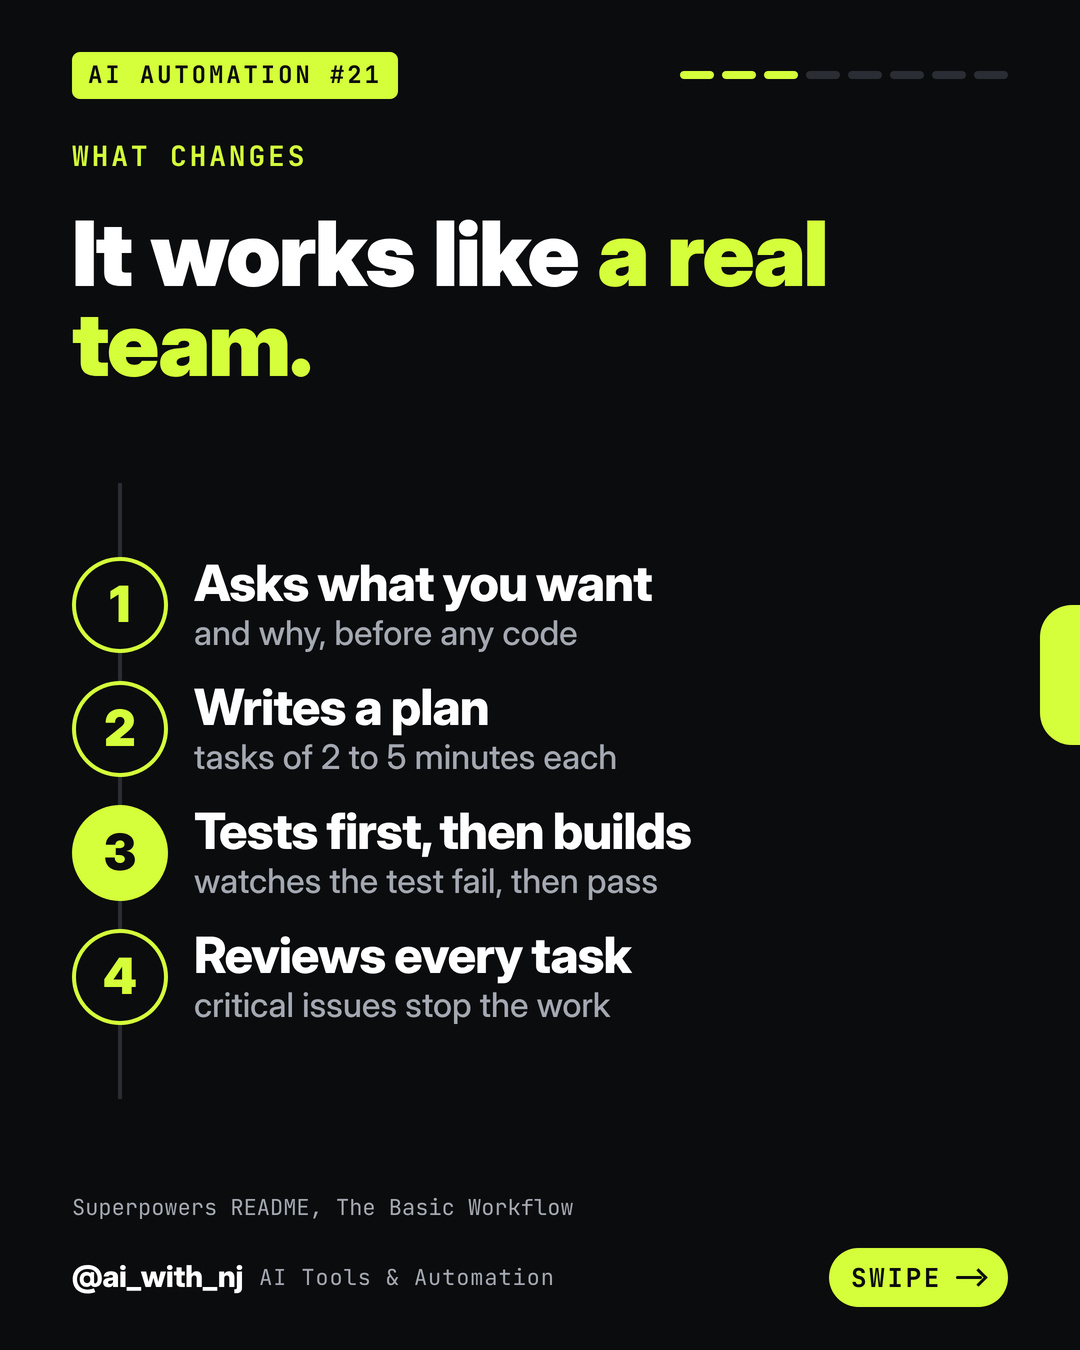 AI AUTOMATION #21
WHAT CHANGES
It works like a real
team.
1
Asks what you want
and why, before any code
2
Writes a plan
tasks of 2 to 5 minutes each
3
Tests first, then builds
watches the test fail, then pass
4
Reviews every task
critical issues stop the work
Superpowers README, The Basic Workflow
@ai_with_nj AI Tools & Automation
SWIPE →